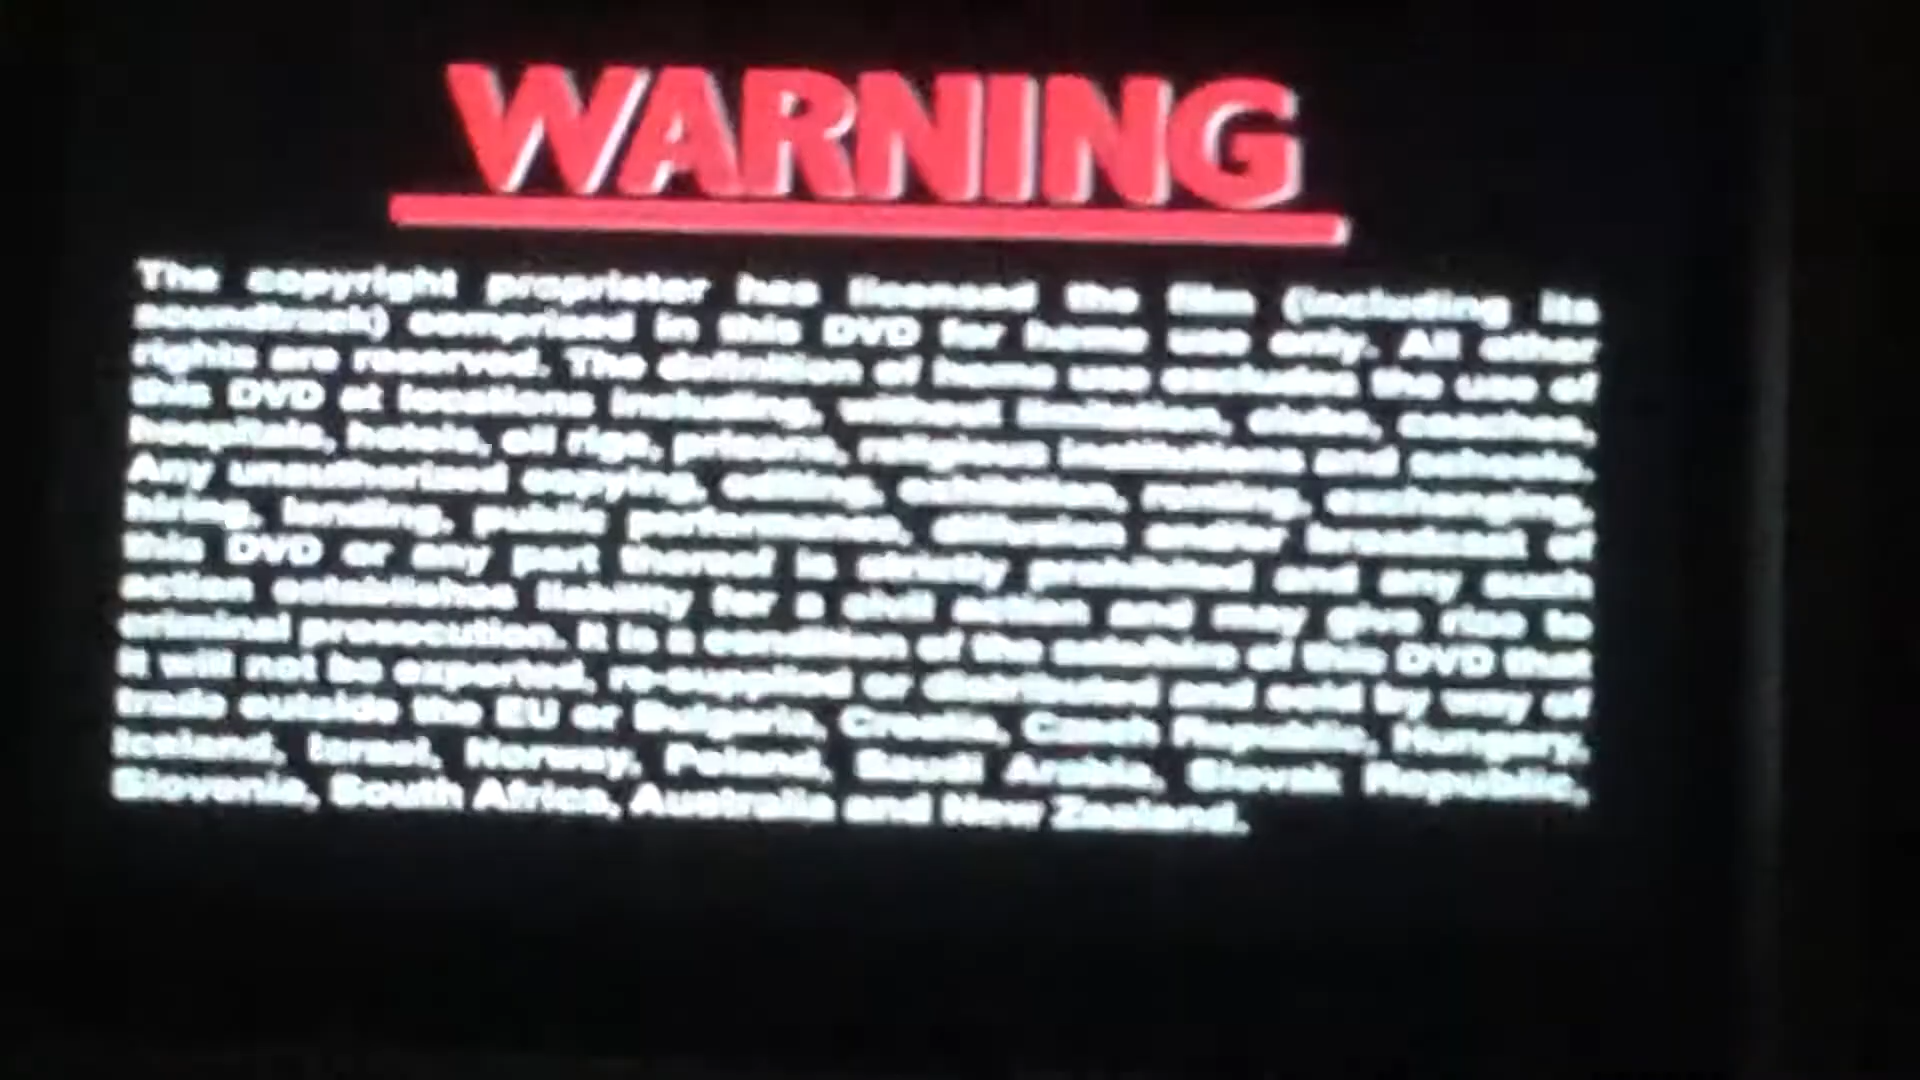 WARNING
The copyright proprietor has licensed the film (including its
soundtrack) comprised in this DVD for home use only. All other
rights are reserved. The definition of home use excludes the use of
this DVD at locations including, without limitation, clubs, coaches,
hospitals, hotels, oil rigs, prisons, religious institutions and schools.
Any unauthorised copying, editing, exhibition, renting, exchanging,
hiring, lending, public performance, diffusion and/or broadcast of
this DVD or any part thereof is strictly prohibited and any such
action establishes liability for a civil action and may give rise to
criminal prosecution. It is a condition of the sale/hire of this DVD that
it will not be exported, re-supplied or distributed and sold by way of
trade outside the EU or Bulgaria, Croatia, Czech Republic, Hungary,
Iceland, Israel, Norway, Poland, Saudi Arabia, Slovak Republic,
Slovenia, South Africa, Australia and New Zealand.